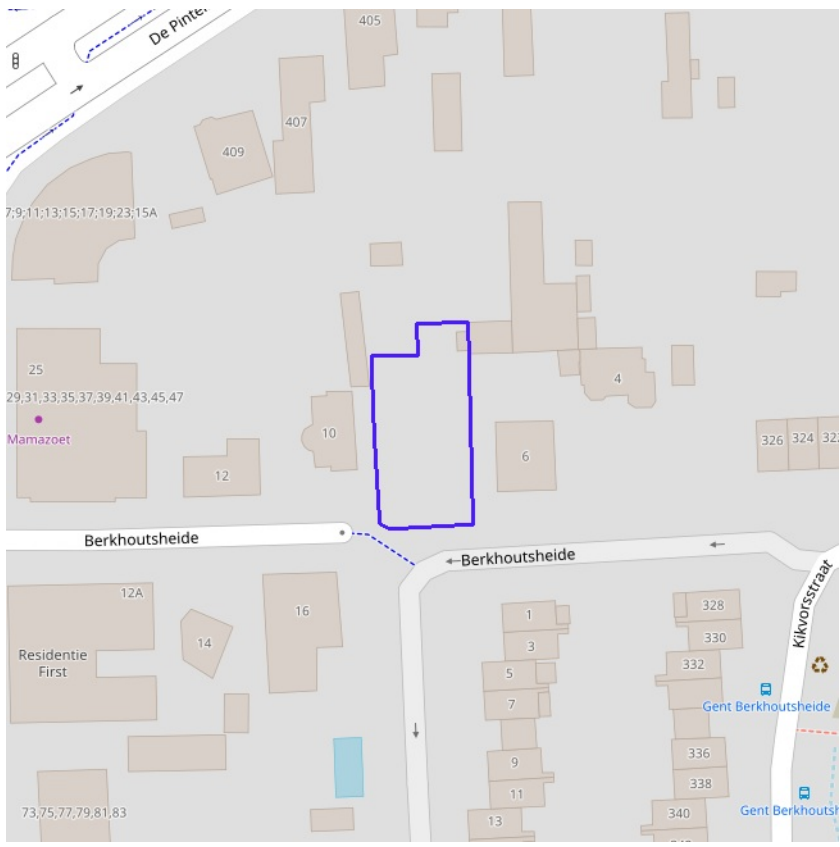 De Pintel
405
407
409
7;9;11;13;15;17;19;23;15A
25
29,31,33,35,37,39,41,43,45,47
Mamazoet
10
12
4
6
326
324
322
Berkhoutsheide
Berkhoutsheide
Kikvorsstraat
12A
16
14
Residentie
First
1
3
5
7
9
11
13
328
330
332
336
338
340
Gent Berkhoutsheide
Gent Berkhoutsh
73,75,77,79,81,83